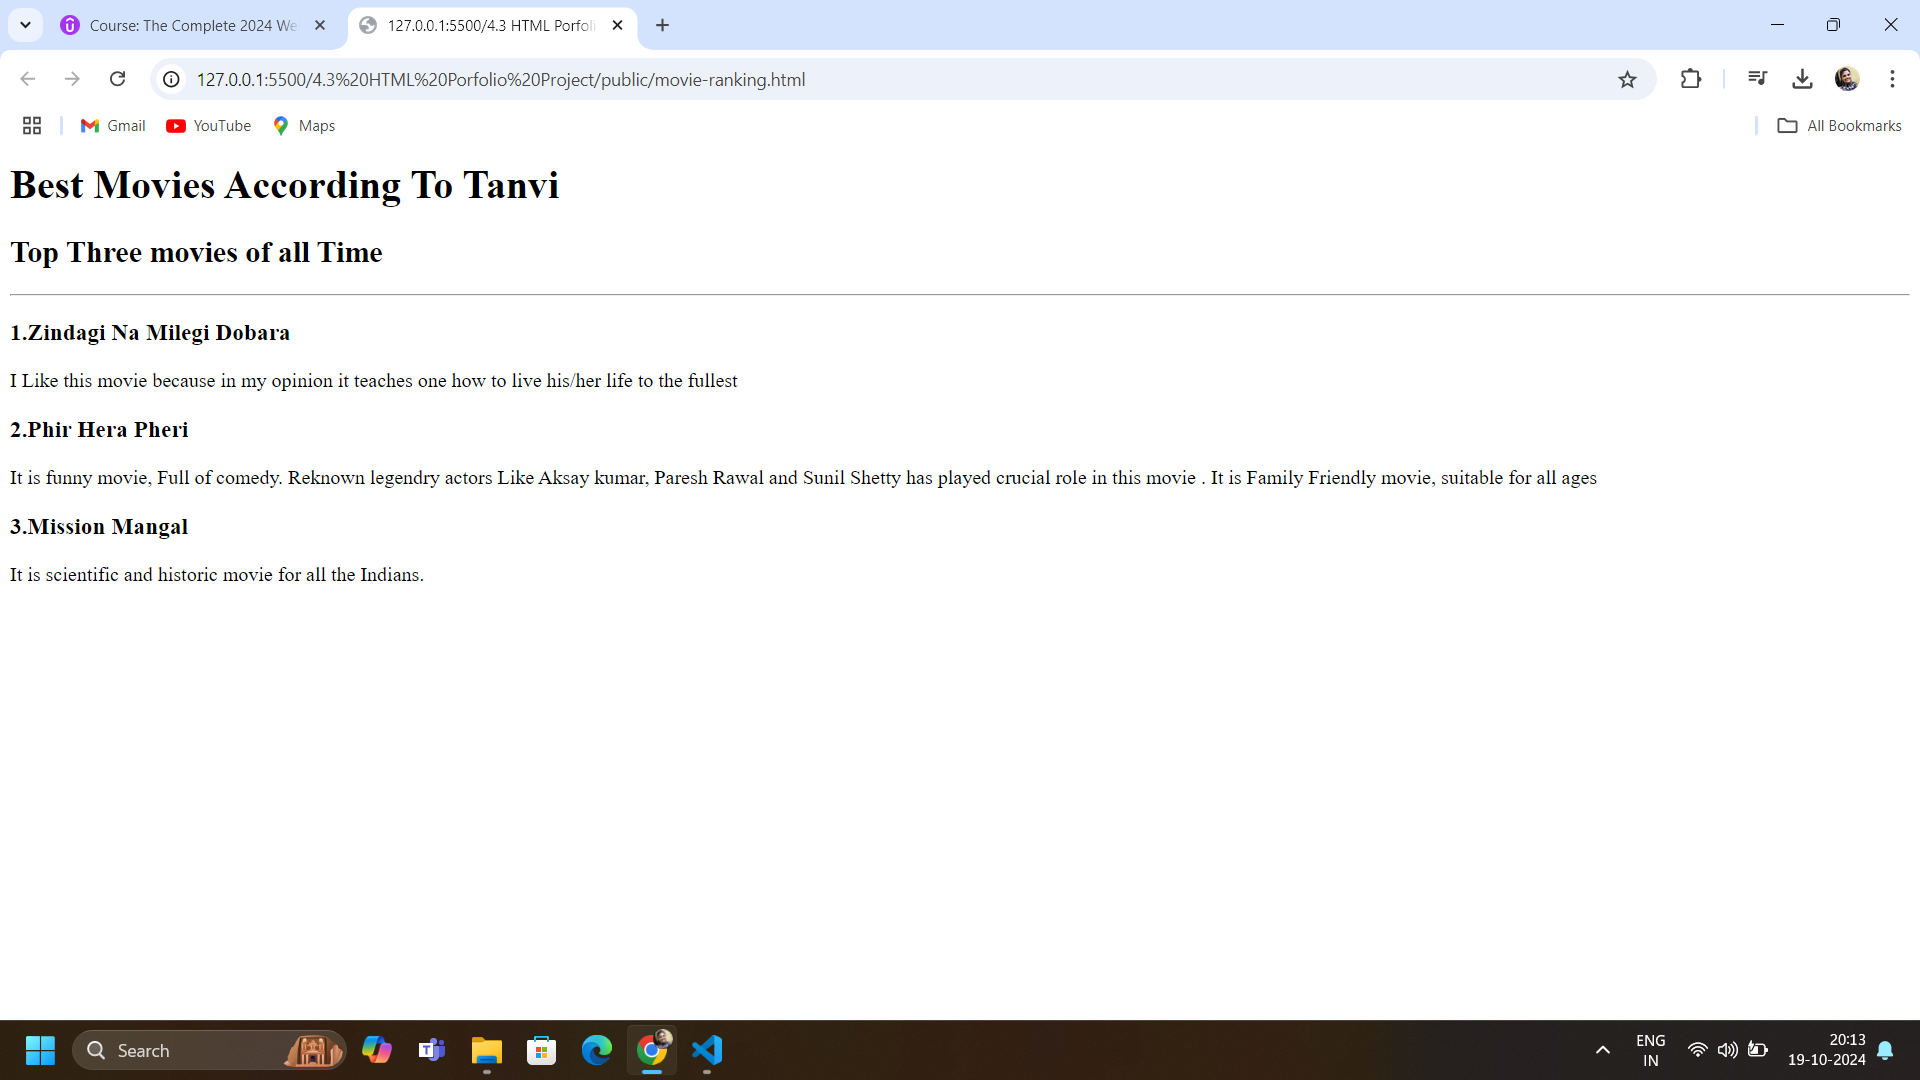 Course: The Complete 2024 We
127.0.0.1:5500/4.3 HTML Porfoli
127.0.0.1:5500/4.3%20HTML%20Porfolio%20Project/public/movie-ranking.html
Gmail YouTube Maps All Bookmarks
Best Movies According To Tanvi
Top Three movies of all Time
1.Zindagi Na Milegi Dobara
I Like this movie because in my opinion it teaches one how to live his/her life to the fullest
2.Phir Hera Pheri
It is funny movie, Full of comedy. Reknown legendry actors Like Aksay kumar, Paresh Rawal and Sunil Shetty has played crucial role in this movie . It is Family Friendly movie, suitable for all ages
3.Mission Mangal
It is scientific and historic movie for all the Indians.
Search
ENG
IN
20:13
19-10-2024